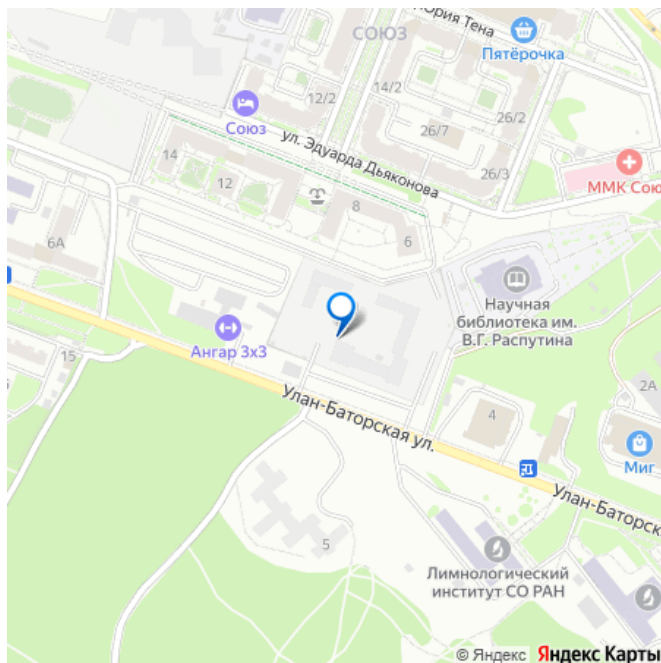 Юрия Тена
СОЮЗ
Пятёрочка
12/2
14/2
26/2
26/7
Союз
ул. Эдуарда Дьяконова
14
12
26/3
ММК Союз
8
6
6А
Научная
библиотека им.
В.Г. Распутина
Ангар 3х3
15
2А
4
Улан-Баторская ул.
Миг
Улан-Баторск
5
Лимнологический
институт СО РАН
© Яндекс Яндекс Карты